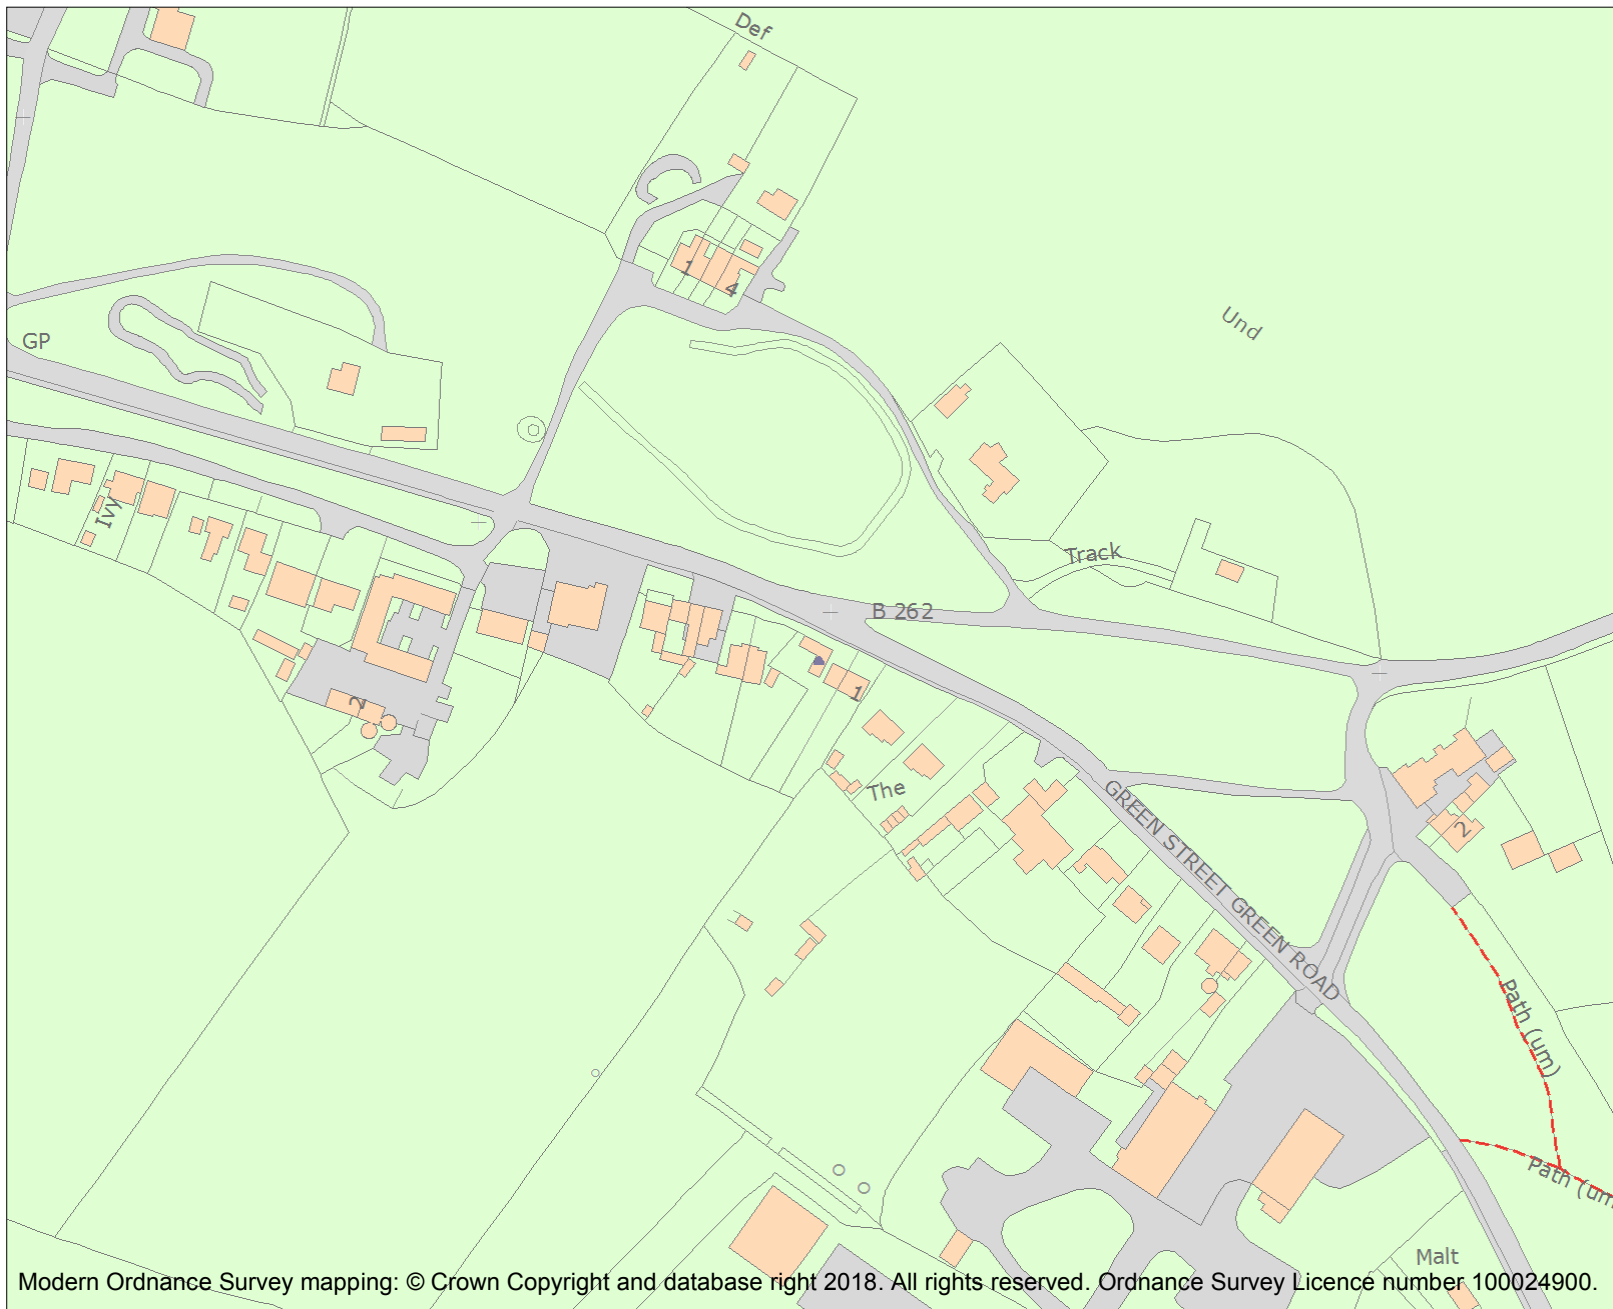 Def
1
4
Und
GP
Ivy
Track
B 262
2
1
The
GREEN STREET GREEN ROAD
2
Path (um)
Path (um
Malt
Modern Ordnance Survey mapping: © Crown Copyright and database right 2018. All rights reserved. Ordnance Survey Licence number 100024900.